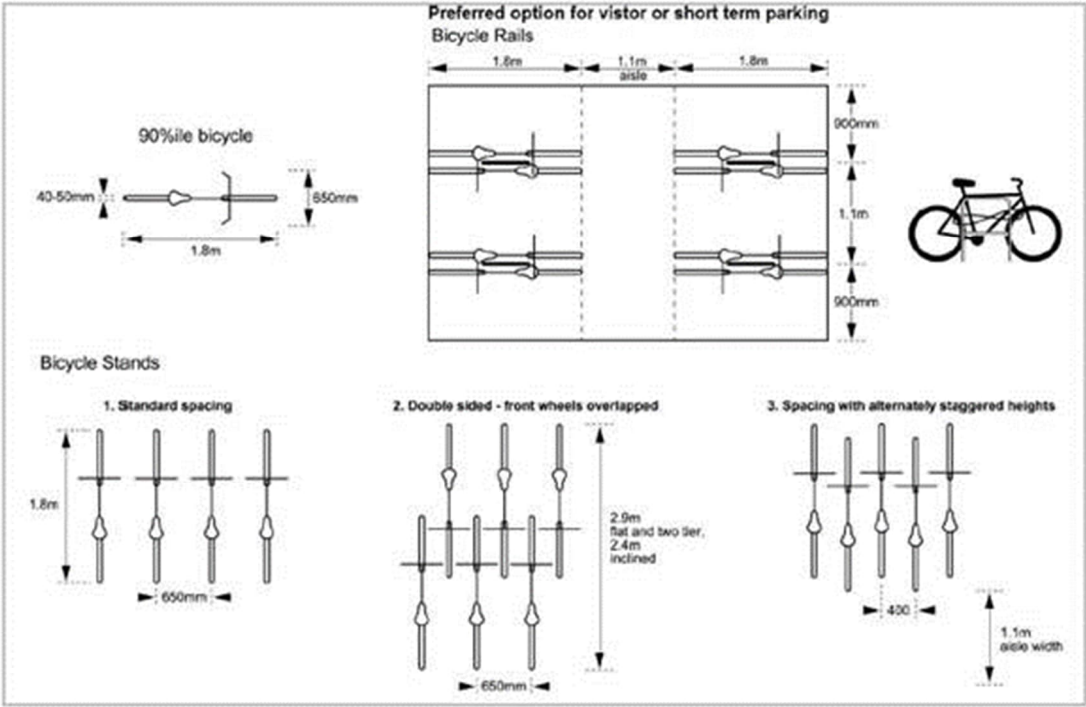 Preferred option for vistor or short term parking
Bicycle Rails
1.8m
1.1m
aisle
1.8m
900mm
1.1m
900mm
90%ile bicycle
40-50mm
650mm
1.8m
Bicycle Stands
1. Standard spacing
1.8m
650mm
2. Double sided - front wheels overlapped
2.9m
flat and two tier,
2.4m
inclined
650mm
3. Spacing with alternately staggered heights
400
1.1m
aisle width